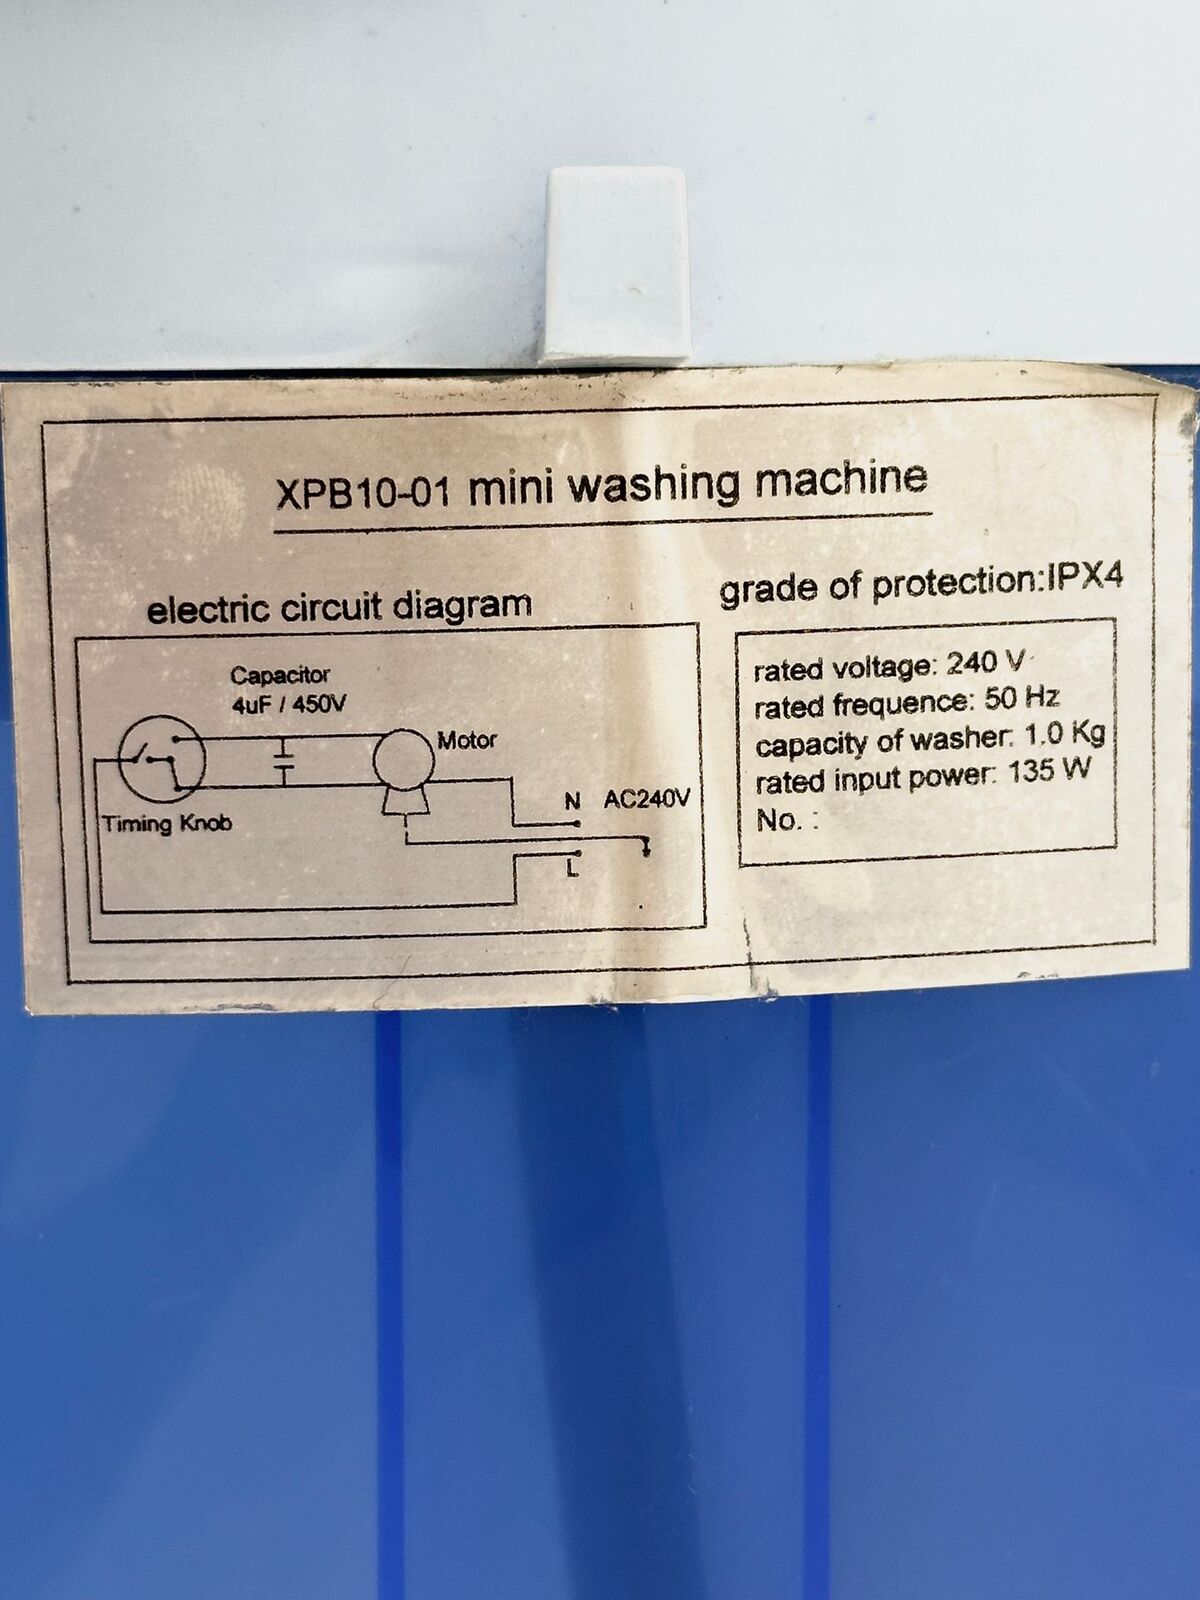 XPB10-01 mini washing machine
electric circuit diagram
Capacitor
4uF / 450V
Motor
Timing Knob
N
AC240V
L
grade of protection:IPX4
rated voltage: 240 V
rated frequence: 50 Hz
capacity of washer: 1.0 Kg
rated input power: 135 W
No. :